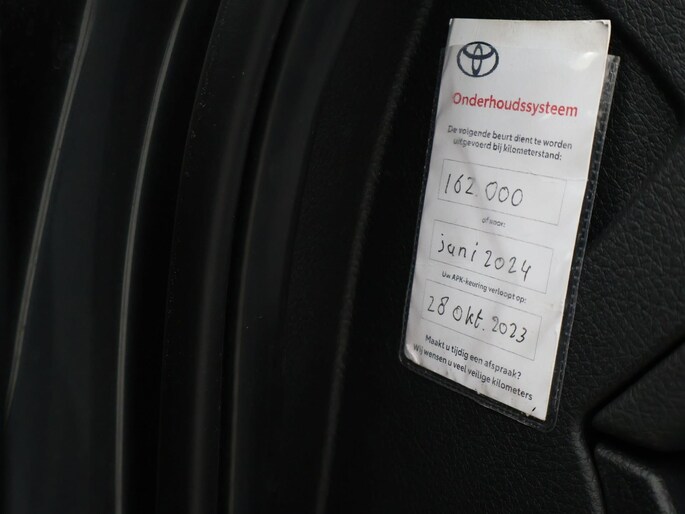 Onderhoudssysteem
De volgende beurt dient te worden
uitgevoerd bij kilometerstand:
162.000
of voor:
juni 2024
Uw APK-keuring verloopt op:
28 okt. 2023
Maakt u tijdig een afspraak?
Wij wensen u veel veilige kilometers